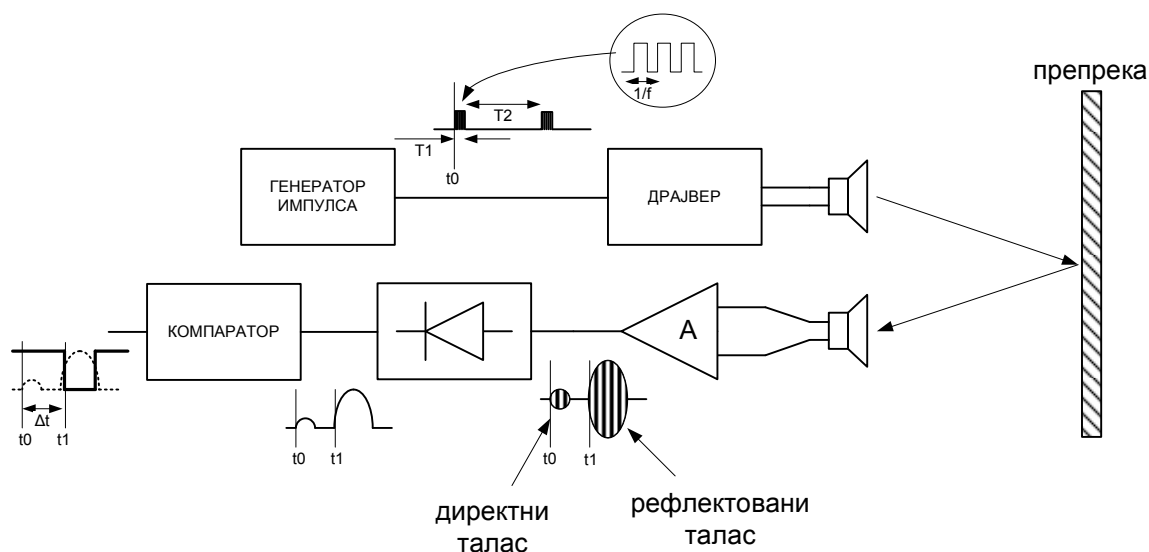 1/f
препрека
T2
T1
t0
ГЕНЕРАТОР
ИМПУЛСА
ДРАЈВЕР
КОМПАРАТОР
A
Δt
t0
t1
t0
t1
t0
t1
директни
талас
рефлектовани
талас